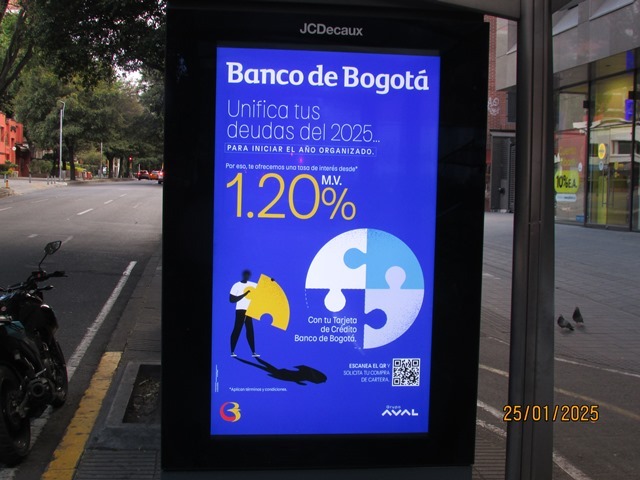 JCDecaux
Banco de Bogotá
Unifica tus
deudas del 2025...
PARA INICIAR EL AÑO ORGANIZADO.
Por eso, te ofrecemos una tasa de interés desde*
1.20%
M.V.
Con tu Tarjeta
de Crédito
Banco de Bogotá.
ESCANEA EL QR Y
SOLICITA TU COMPRA
DE CARTERA.
*Aplican términos y condiciones.
Grupo
AVAL
10%
E.A.
25/01/2025